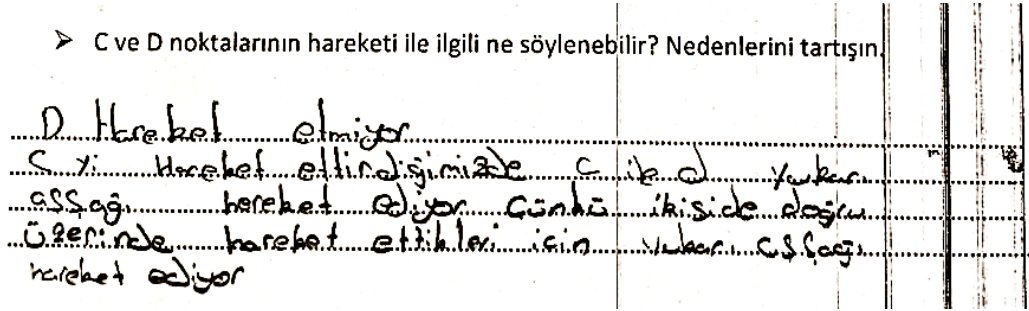 ➤ C ve D noktalarının hareketi ile ilgili ne söylenebilir? Nedenlerini tartışın.
D Hareket etmiyor
C yi Hareket ettirdiğimizde C ile d yukarı
aşşağı hereket ediyor Çünkü ikiside doğru
üzerinde hareket ettikleri için yukarı aşşağı
hareket ediyor